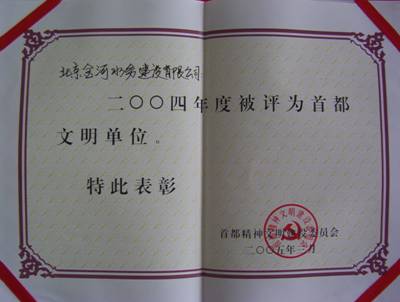 北京金河水务建设有限公司:
二〇〇四年度被评为首都
文明单位。
特此表彰
首都精神文明建设委员会
二〇〇五年三月